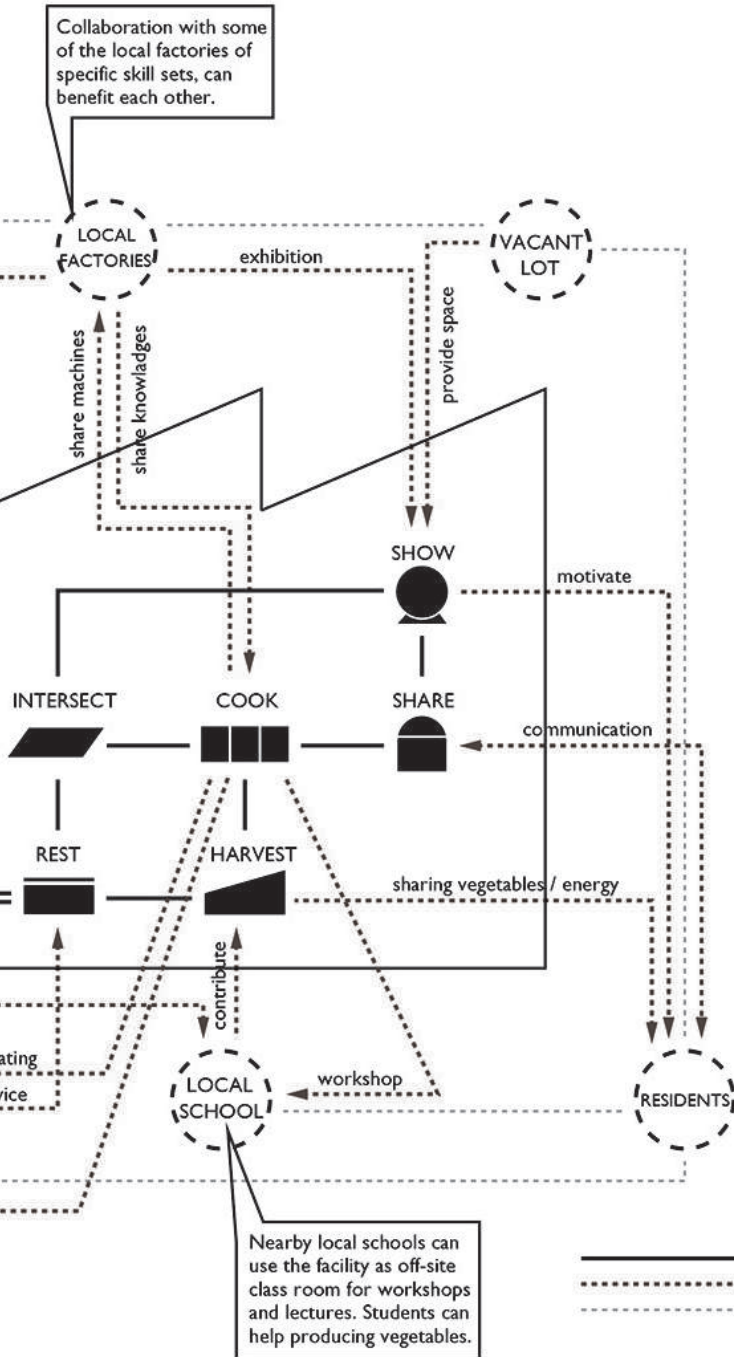 Collaboration with some
of the local factories of
specific skill sets, can
benefit each other.
LOCAL
FACTORIES
VACANT
LOT
exhibition
provide space
share machines
share knowladges
SHOW
motivate
INTERSECT
COOK
SHARE
communication
REST
HARVEST
sharing vegetables / energy
contribute
ating
vice
LOCAL
SCHOOL
workshop
RESIDENTS
Nearby local schools can
use the facility as off-site
class room for workshops
and lectures. Students can
help producing vegetables.